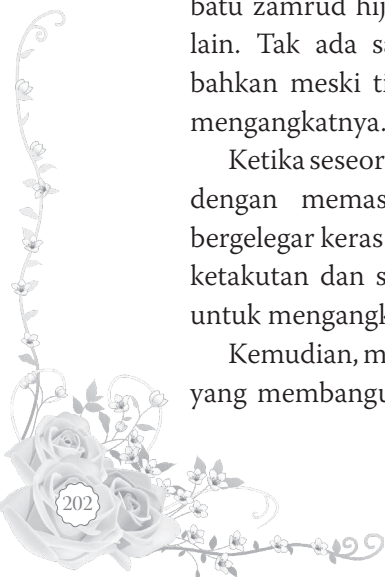 batu zamrud hij
lain. Tak ada sa
bahkan meski ti
mengangkatnya.
Ketika seseor
dengan memas
bergelegar keras
ketakutan dan s
untuk mengangk
Kemudian, m
yang membangu
202